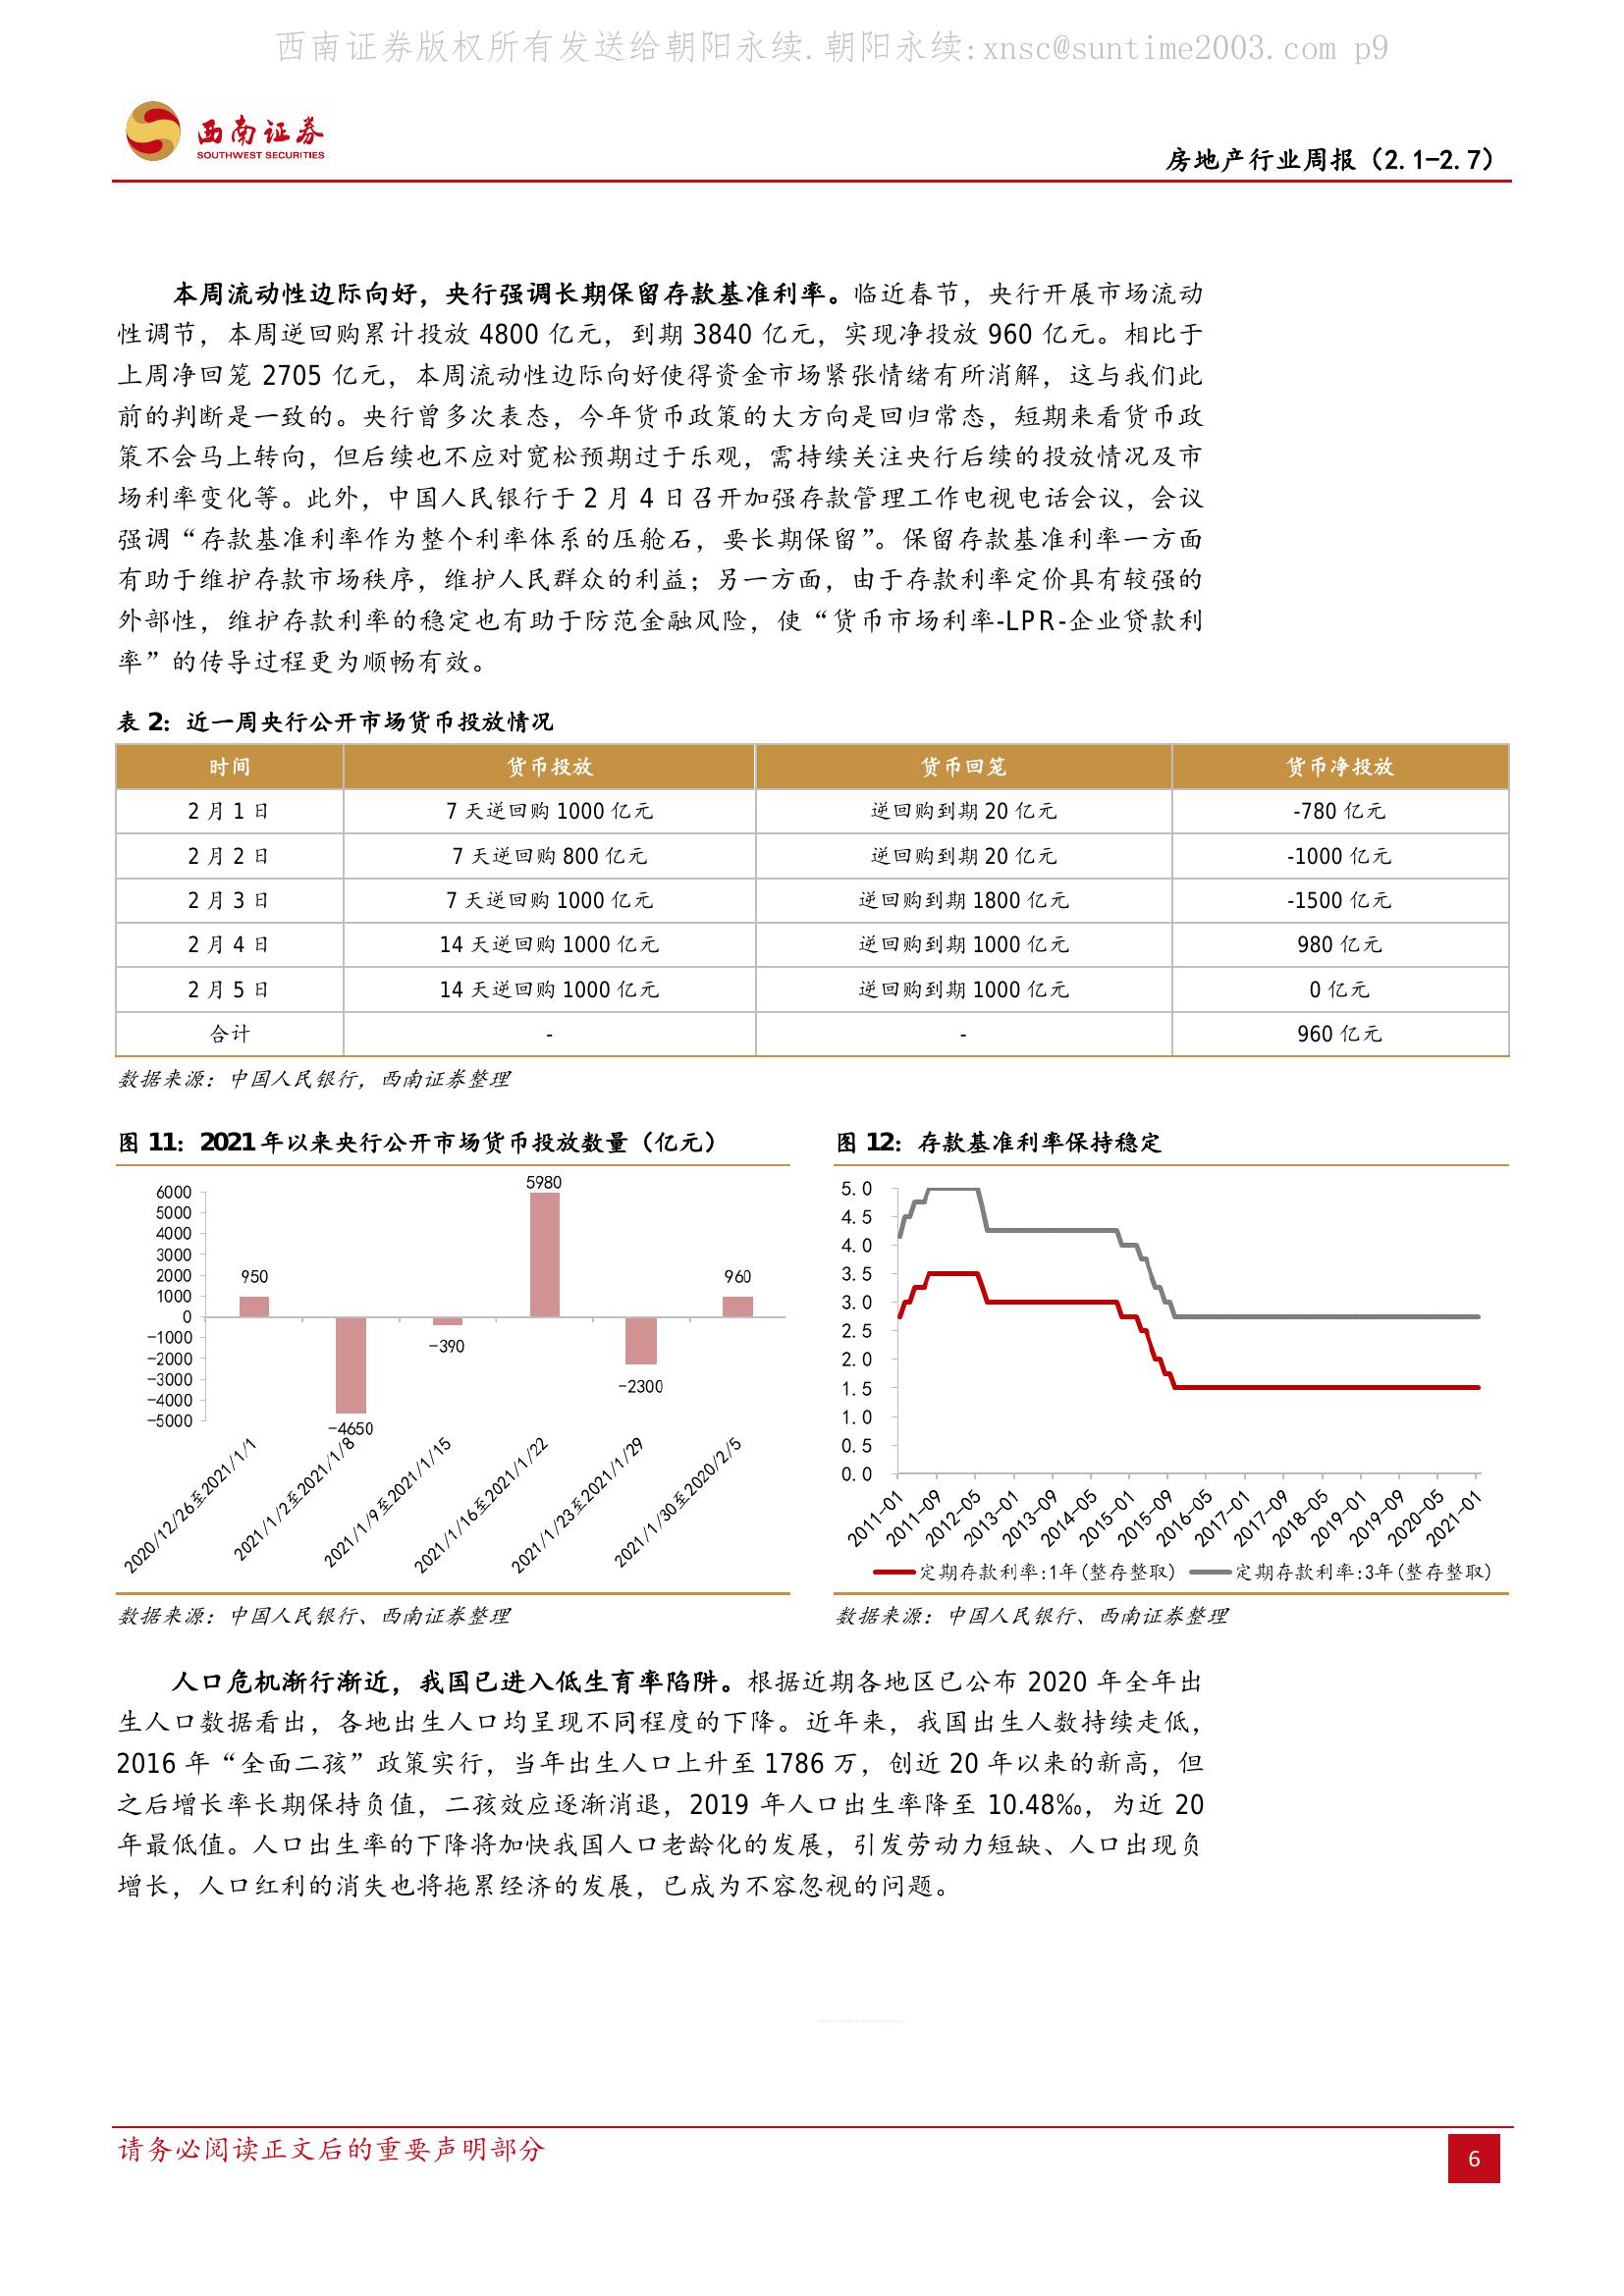 西南证券版权所有发送给朝阳永续.朝阳永续:xnsc@suntime2003.com p9
西南证券
SOUTHWEST SECURITIES
房地产行业周报（2.1-2.7）
本周流动性边际向好，央行强调长期保留存款基准利率。临近春节，央行开展市场流动
性调节，本周逆回购累计投放 4800 亿元，到期 3840 亿元，实现净投放 960 亿元。相比于
上周净回笼 2705 亿元，本周流动性边际向好使得资金市场紧张情绪有所消解，这与我们此
前的判断是一致的。央行曾多次表态，今年货币政策的大方向是回归常态，短期来看货币政
策不会马上转向，但后续也不应对宽松预期过于乐观，需持续关注央行后续的投放情况及市
场利率变化等。此外，中国人民银行于 2 月 4 日召开加强存款管理工作电视电话会议，会议
强调“存款基准利率作为整个利率体系的压舱石，要长期保留”。保留存款基准利率一方面
有助于维护存款市场秩序，维护人民群众的利益；另一方面，由于存款利率定价具有较强的
外部性，维护存款利率的稳定也有助于防范金融风险，使“货币市场利率-LPR-企业贷款利
率”的传导过程更为顺畅有效。
表 2：近一周央行公开市场货币投放情况
时间 货币投放 货币回笼 货币净投放
2 月 1 日 7 天逆回购 1000 亿元 逆回购到期 20 亿元 -780 亿元
2 月 2 日 7 天逆回购 800 亿元 逆回购到期 20 亿元 -1000 亿元
2 月 3 日 7 天逆回购 1000 亿元 逆回购到期 1800 亿元 -1500 亿元
2 月 4 日 14 天逆回购 1000 亿元 逆回购到期 1000 亿元 980 亿元
2 月 5 日 14 天逆回购 1000 亿元 逆回购到期 1000 亿元 0 亿元
合计 - - 960 亿元
数据来源：中国人民银行，西南证券整理
图 11：2021 年以来央行公开市场货币投放数量（亿元）
6000
5000
4000
3000
2000
1000
0
-1000
-2000
-3000
-4000
-5000
950
-4650
-390
5980
-2300
960
2020/12/26至2021/1/1
2021/1/2至2021/1/8
2021/1/9至2021/1/15
2021/1/16至2021/1/22
2021/1/23至2021/1/29
2021/1/30至2020/2/5
数据来源：中国人民银行、西南证券整理
图 12：存款基准利率保持稳定
5.0
4.5
4.0
3.5
3.0
2.5
2.0
1.5
1.0
0.5
0.0
2011-01
2011-09
2012-05
2013-01
2013-09
2014-05
2015-01
2015-09
2016-05
2017-01
2017-09
2018-05
2019-01
2019-09
2020-05
2021-01
定期存款利率:1年(整存整取) 定期存款利率:3年(整存整取)
数据来源：中国人民银行、西南证券整理
人口危机渐行渐近，我国已进入低生育率陷阱。根据近期各地区已公布 2020 年全年出
生人口数据看出，各地出生人口均呈现不同程度的下降。近年来，我国出生人数持续走低，
2016 年“全面二孩”政策实行，当年出生人口上升至 1786 万，创近 20 年以来的新高，但
之后增长率长期保持负值，二孩效应逐渐消退，2019 年人口出生率降至 10.48‰，为近 20
年最低值。人口出生率的下降将加快我国人口老龄化的发展，引发劳动力短缺、人口出现负
增长，人口红利的消失也将拖累经济的发展，已成为不容忽视的问题。
请务必阅读正文后的重要声明部分
6